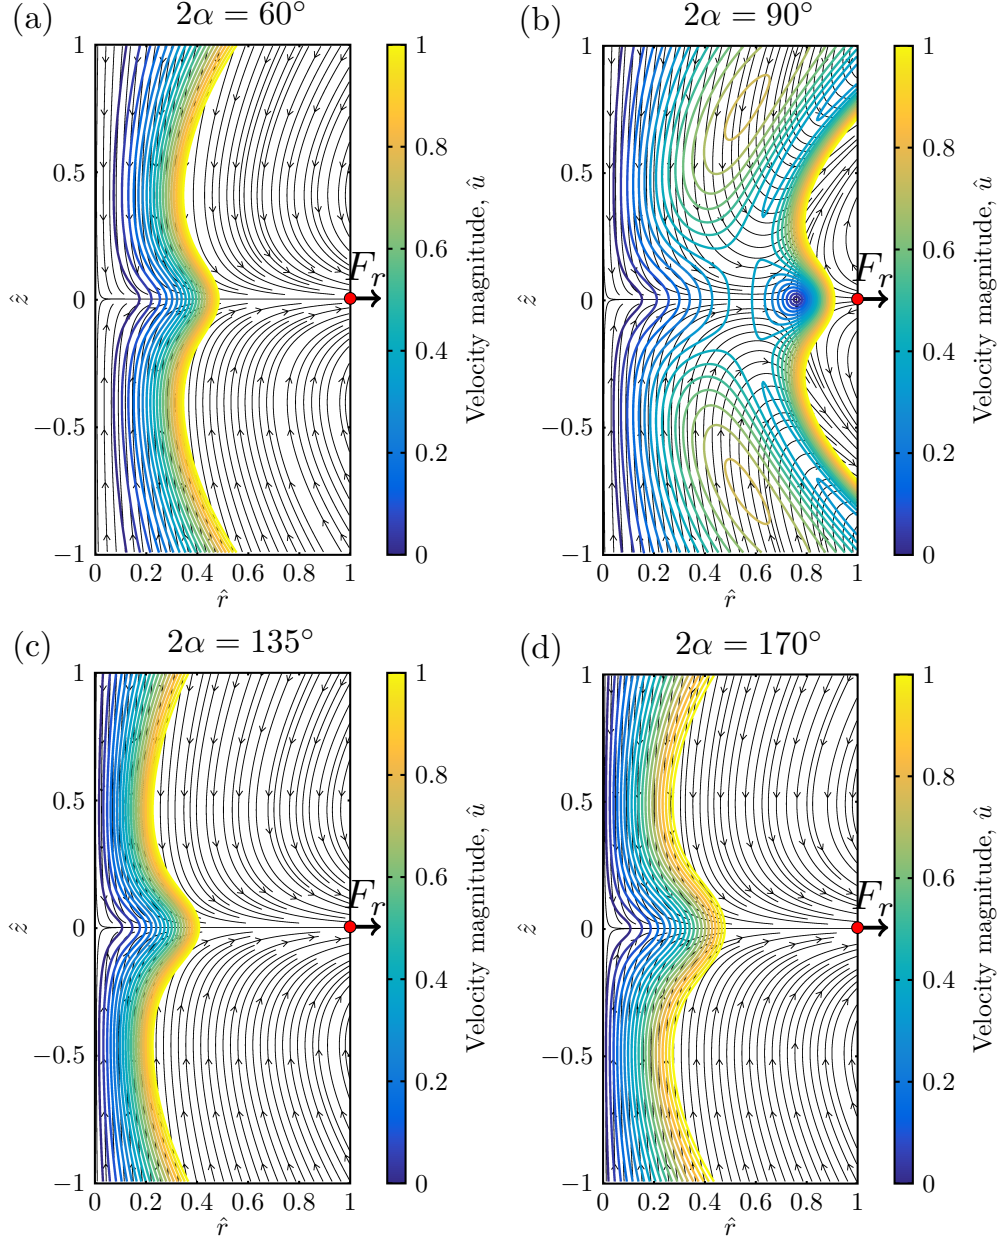 (a)
2α = 60°
1
0.5
0
−0.5
−1
ẑ
0 0.2 0.4 0.6 0.8 1
r̂
F_r
1
0.8
0.6
0.4
0.2
0
Velocity magnitude, û
(b)
2α = 90°
1
0.5
0
−0.5
−1
ẑ
0 0.2 0.4 0.6 0.8 1
r̂
F_r
1
0.8
0.6
0.4
0.2
0
Velocity magnitude, û
(c)
2α = 135°
1
0.5
0
−0.5
−1
ẑ
0 0.2 0.4 0.6 0.8 1
r̂
F_r
1
0.8
0.6
0.4
0.2
0
Velocity magnitude, û
(d)
2α = 170°
1
0.5
0
−0.5
−1
ẑ
0 0.2 0.4 0.6 0.8 1
r̂
F_r
1
0.8
0.6
0.4
0.2
0
Velocity magnitude, û